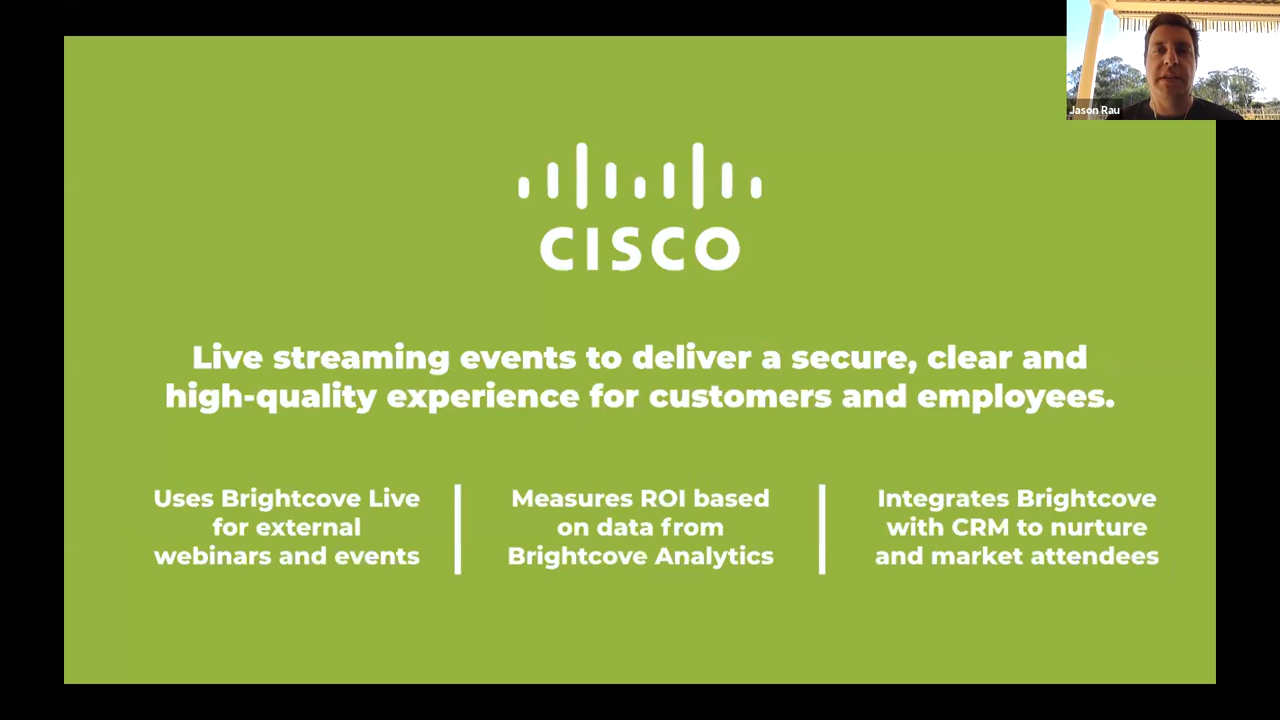 Jason Rau
CISCO
Live streaming events to deliver a secure, clear and
high-quality experience for customers and employees.
Uses Brightcove Live
for external
webinars and events
Measures ROI based
on data from
Brightcove Analytics
Integrates Brightcove
with CRM to nurture
and market attendees